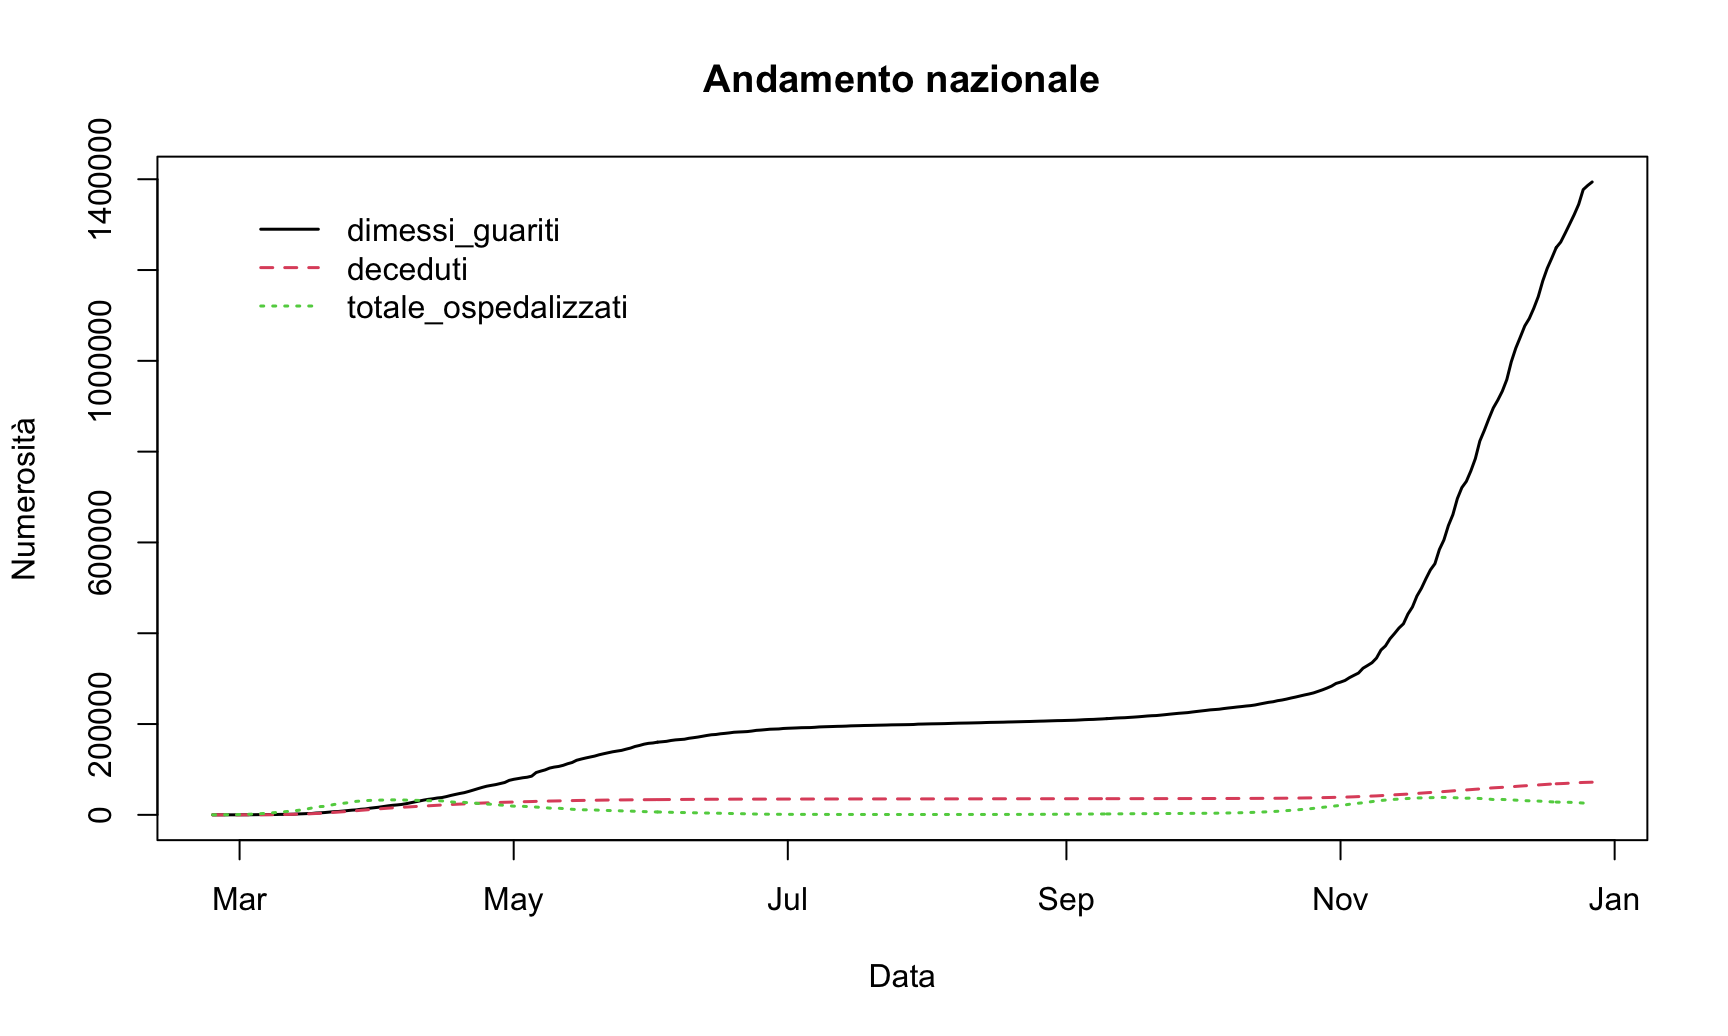 Andamento nazionale
1400000
1000000
600000
200000
0
Numerosità
dimessi_guariti
deceduti
totale_ospedalizzati
Mar May Jul Sep Nov Jan
Data